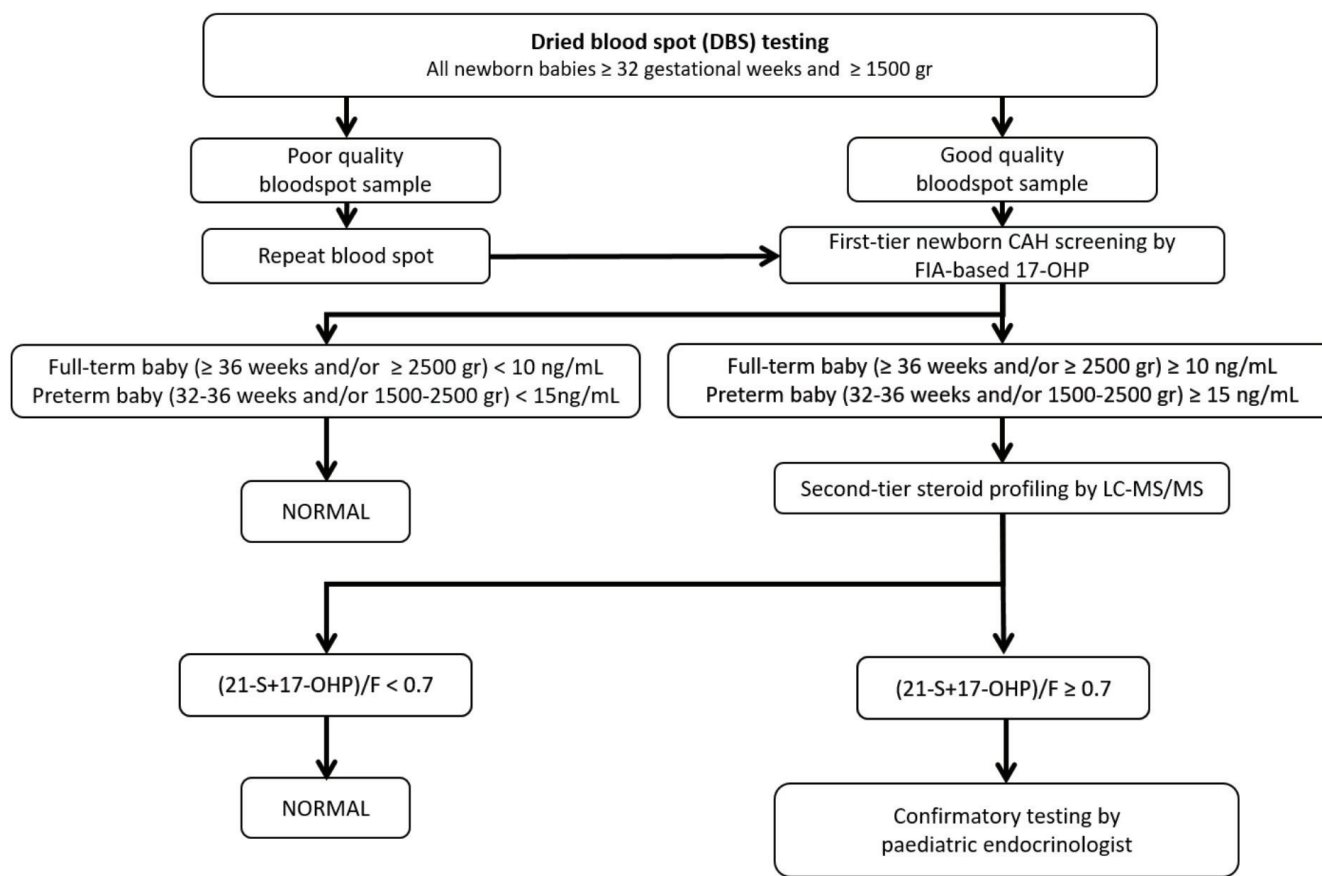 Dried blood spot (DBS) testing
All newborn babies ≥ 32 gestational weeks and ≥ 1500 gr
Poor quality
bloodspot sample
Good quality
bloodspot sample
Repeat blood spot
First-tier newborn CAH screening by
FIA-based 17-OHP
Full-term baby (≥ 36 weeks and/or ≥ 2500 gr) < 10 ng/mL
Preterm baby (32-36 weeks and/or 1500-2500 gr) < 15ng/mL
Full-term baby (≥ 36 weeks and/or ≥ 2500 gr) ≥ 10 ng/mL
Preterm baby (32-36 weeks and/or 1500-2500 gr) ≥ 15 ng/mL
NORMAL
Second-tier steroid profiling by LC-MS/MS
(21-S+17-OHP)/F < 0.7
(21-S+17-OHP)/F ≥ 0.7
NORMAL
Confirmatory testing by
paediatric endocrinologist